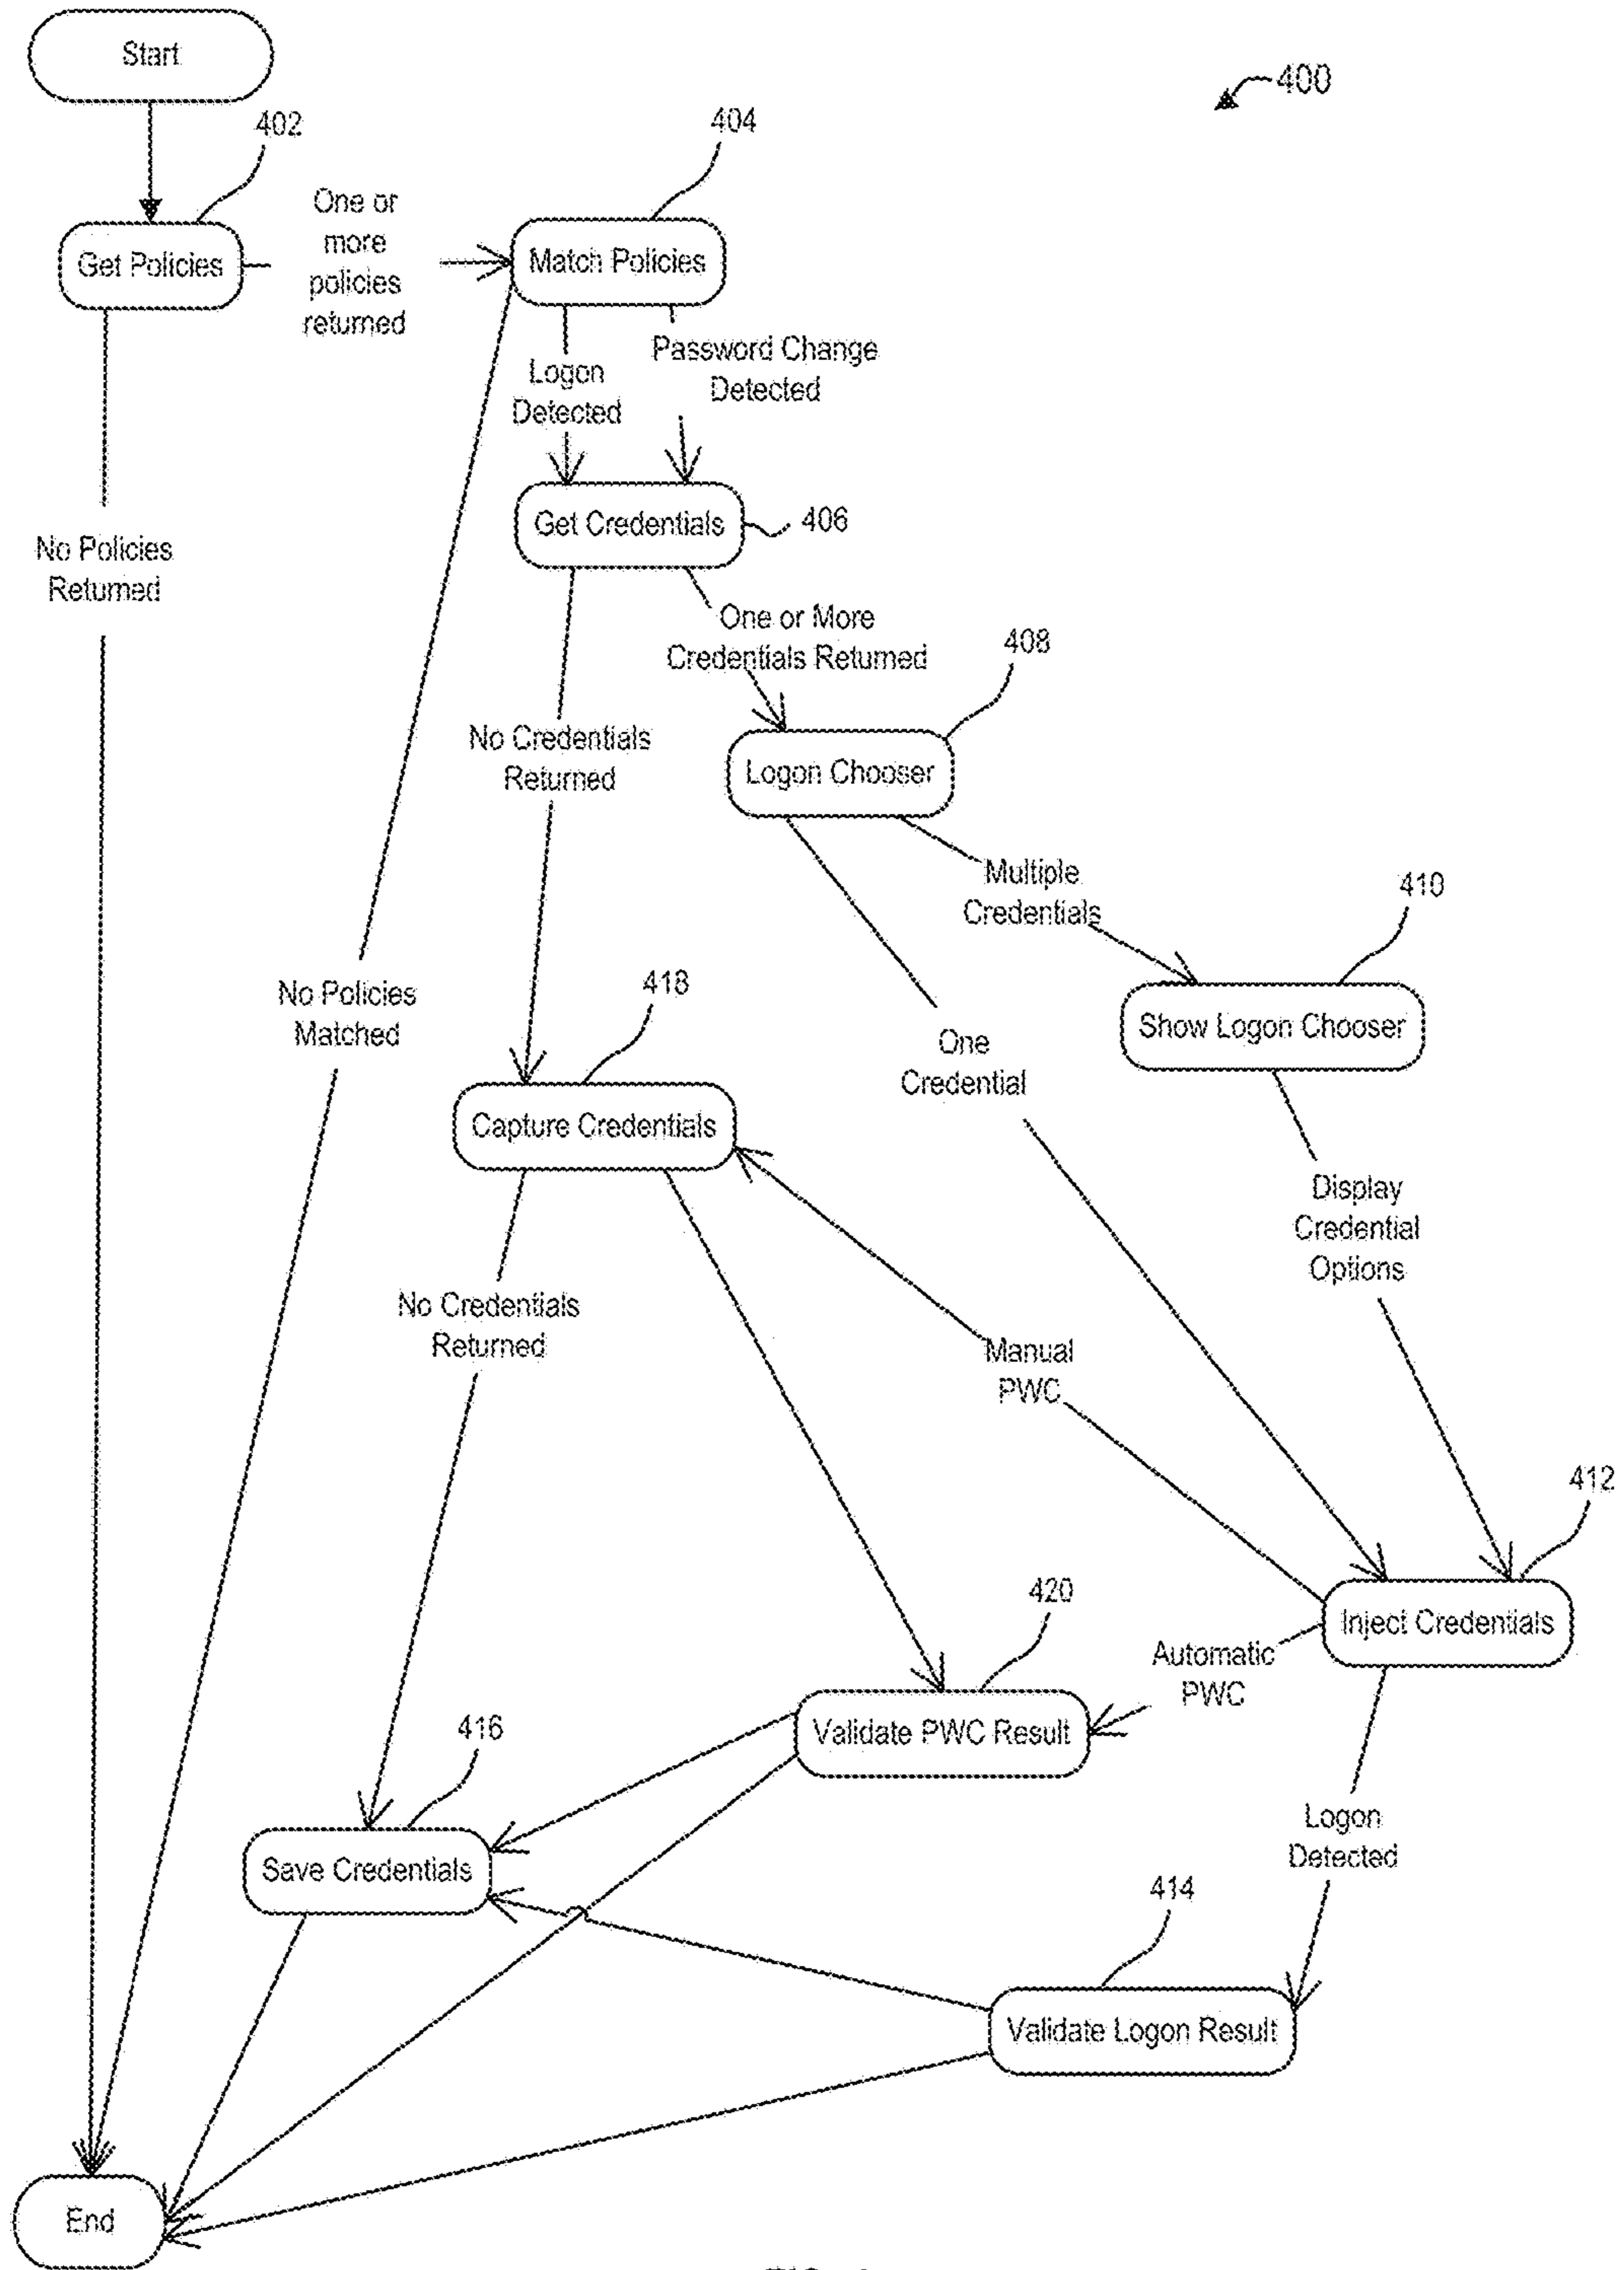 Start
400
402
404
One or
more
policies
returned
Get Policies
Match Policies
Logon
Detected
Password Change
Detected
Get Credentials
406
No Policies
Returned
One or More
Credentials Returned
408
No Credentials
Returned
Logon Chooser
Multiple
Credentials
410
No Policies
Matched
418
Show Logon Chooser
One
Credential
Capture Credentials
Display
Credential
Options
No Credentials
Returned
Manual
PWC
412
Inject Credentials
420
Automatic
PWC
Validate PWC Result
416
Logon
Detected
Save Credentials
414
Validate Logon Result
End